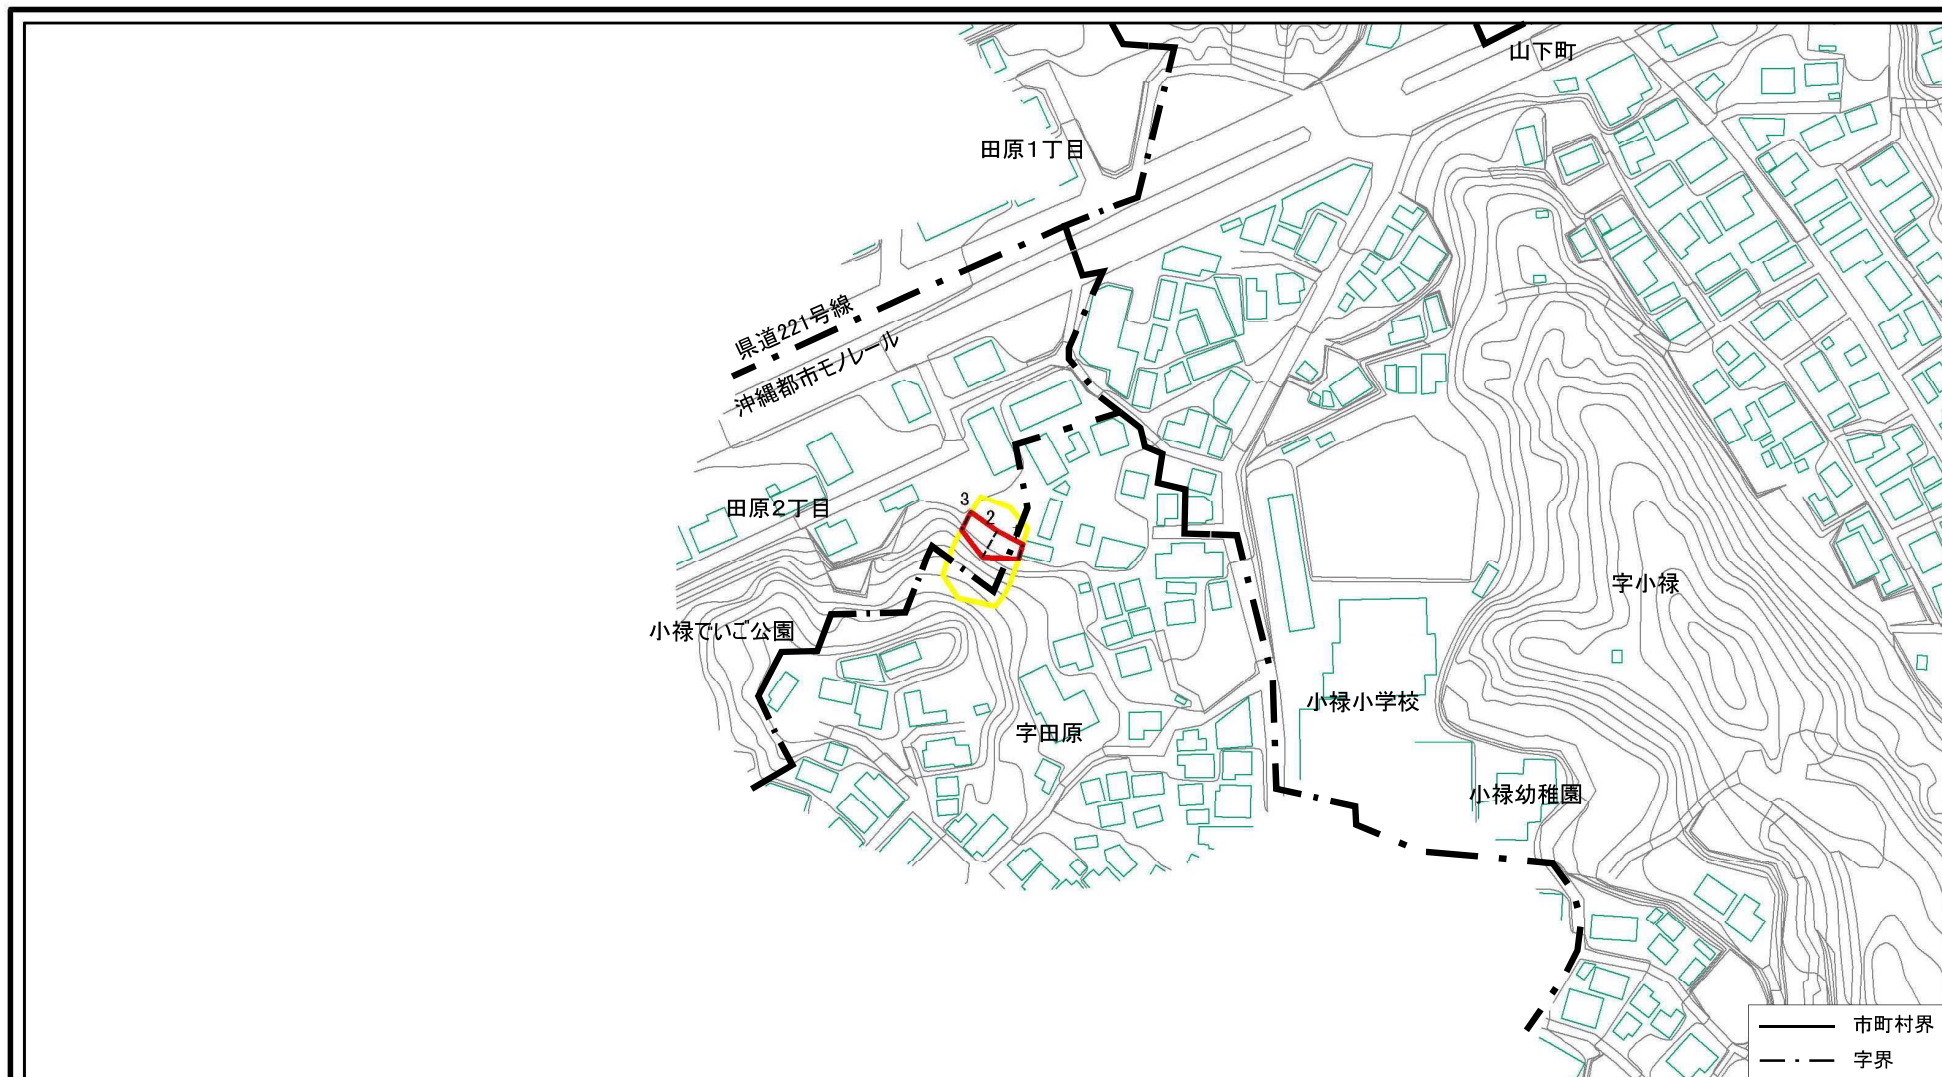 山下町
田原1丁目
県道221号線
沖縄都市モノレール
3
2
田原2丁目
字小禄
小禄でいご公園
小禄小学校
字田原
小禄幼稚園
市町村界
字界